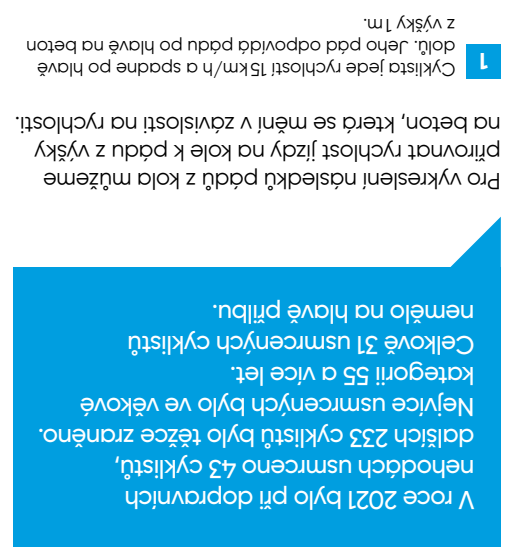 V roce 2021 bylo při dopravních
nehodách usmrceno 43 cyklistů,
dalších 233 cyklistů bylo těžce zraněno.
Nejvíce usmrcených bylo ve věkové
kategorii 55 a více let.
Celkově 31 usmrcených cyklistů
nemělo na hlavě přilbu.
Pro vykreslení následků pádů z kola můžeme
přirovnat rychlost jízdy na kole k pádu z výšky
na beton, která se mění v závislosti na rychlosti.
1 Cyklista jede rychlostí 15km/h a spadne po hlavě
dolů. Jeho pád odpovídá pádu po hlavě na beton
z výšky 1m.